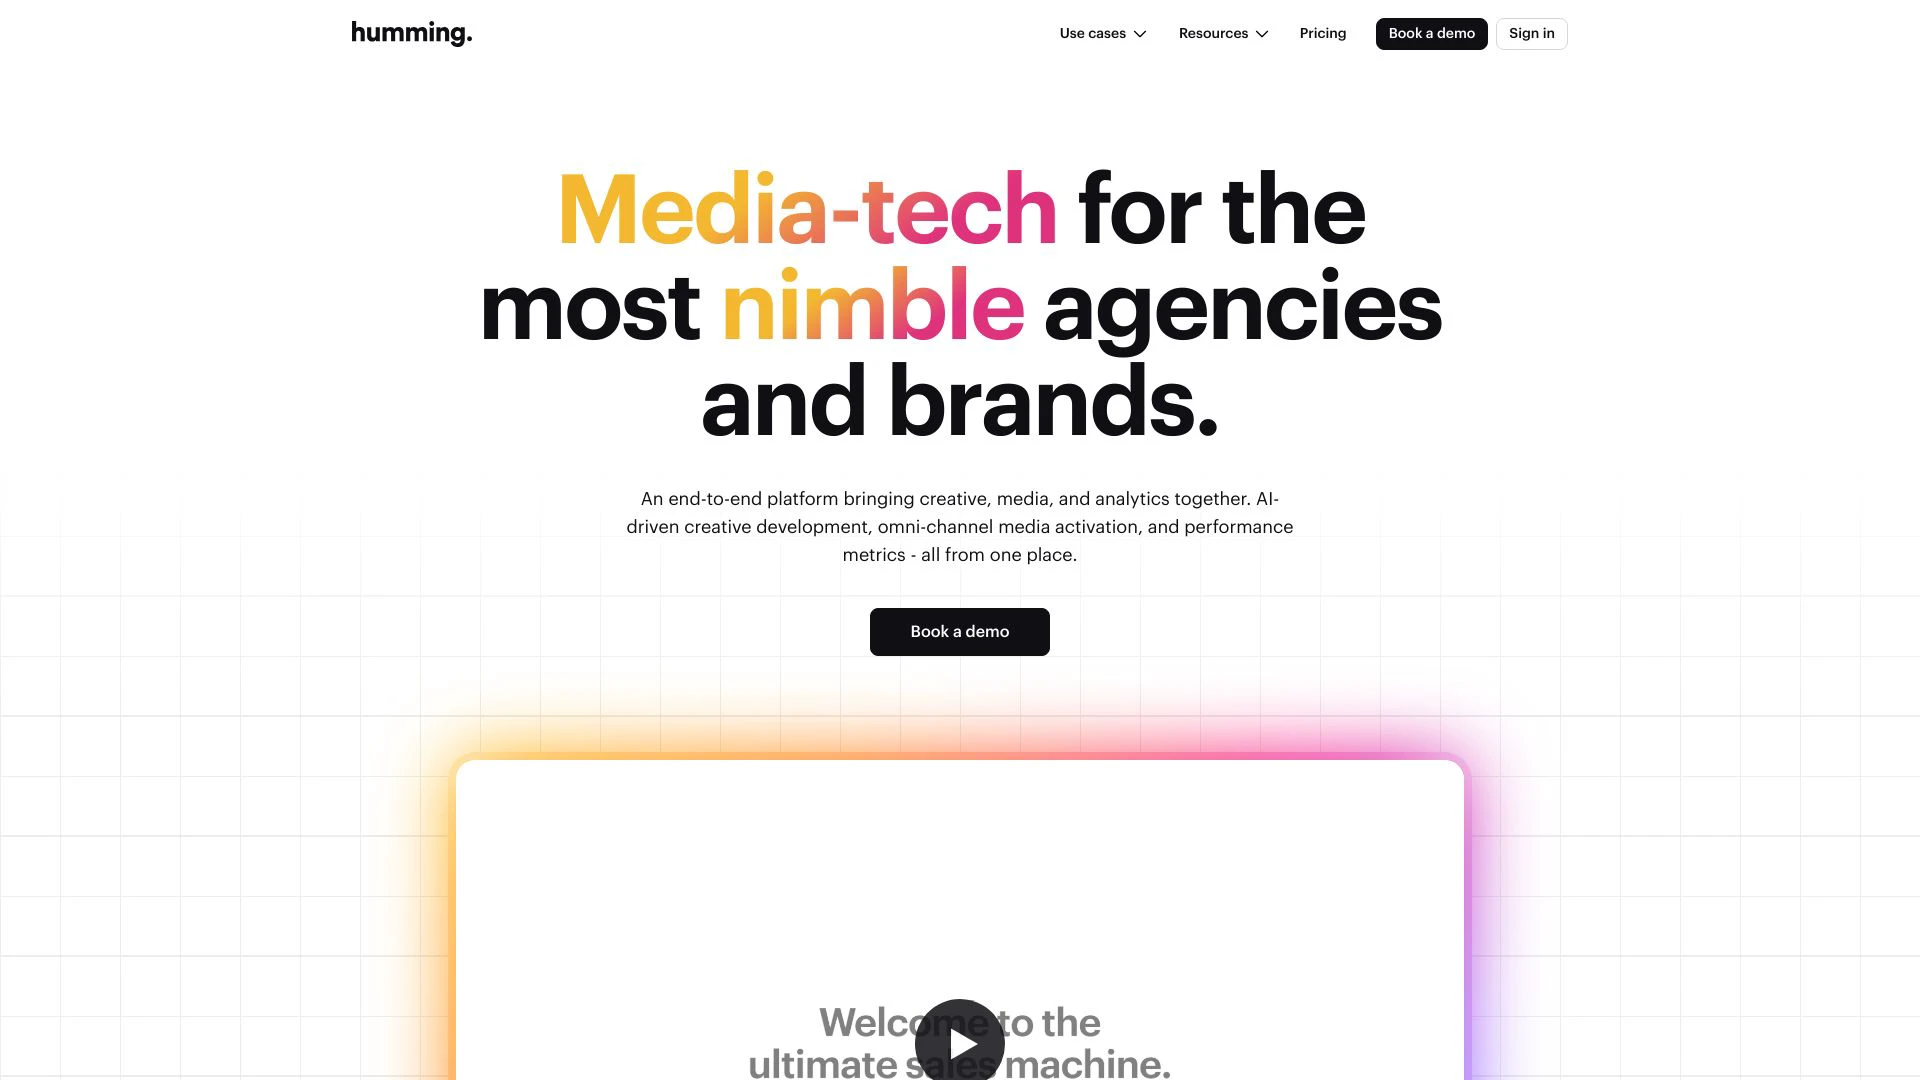 humming.
Use cases
Resources
Pricing
Book a demo
Sign in
Media-tech for the
most nimble agencies
and brands.
An end-to-end platform bringing creative, media, and analytics together. AI-
driven creative development, omni-channel media activation, and performance
metrics - all from one place.
Book a demo
Welcome to the
ultimate sales machine.